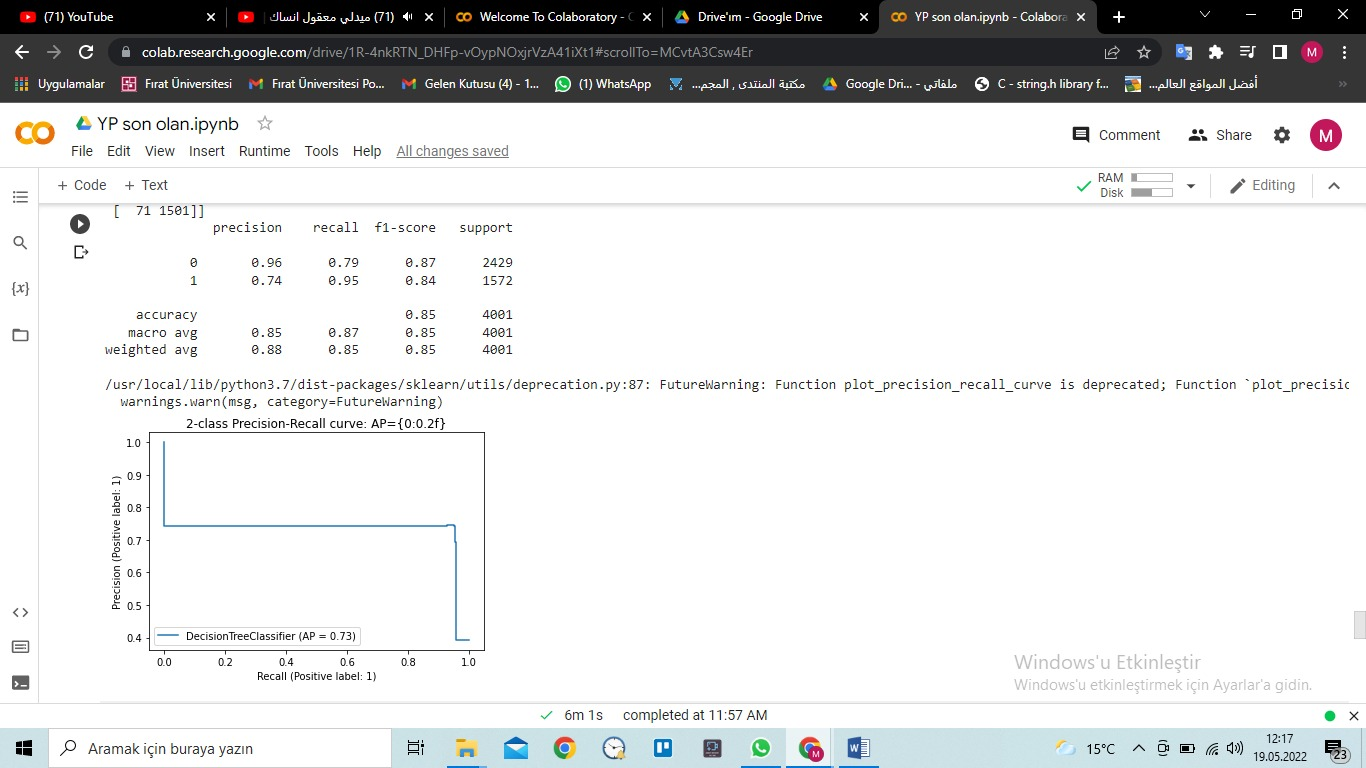 (71) YouTube
(71) ميدلي معقول انساك
Welcome To Colaboratory - C
Drive'ım - Google Drive
YP son olan.ipynb - Colabora
colab.research.google.com/drive/1R-4nkRTN_DHFp-vOypNOxjrVzA41iXt1#scrollTo=MCvtA3Csw4Er
M
Uygulamalar
Fırat Üniversitesi
Fırat Üniversitesi Po...
Gelen Kutusu (4) - 1...
(1) WhatsApp
مكتبة المنتدى , المجم...
ملفاتي - Google Dri...
C - string.h library f...
أفضل المواقع العالم...
»
YP son olan.ipynb
Comment
Share
M
File Edit View Insert Runtime Tools Help All changes saved
+ Code + Text
RAM
Disk
Editing
{x}
[ 71 1501]]
precision recall f1-score support
0 0.96 0.79 0.87 2429
1 0.74 0.95 0.84 1572
accuracy 0.85 4001
macro avg 0.85 0.87 0.85 4001
weighted avg 0.88 0.85 0.85 4001
/usr/local/lib/python3.7/dist-packages/sklearn/utils/deprecation.py:87: FutureWarning: Function plot_precision_recall_curve is deprecated; Function `plot_precisic
warnings.warn(msg, category=FutureWarning)
2-class Precision-Recall curve: AP={0:0.2f}
1.0
0.9
0.8
0.7
0.6
0.5
0.4
Precision (Positive label: 1)
DecisionTreeClassifier (AP = 0.73)
0.0 0.2 0.4 0.6 0.8 1.0
Recall (Positive label: 1)
Windows'u Etkinleştir
Windows'u etkinleştirmek için Ayarlar'a gidin.
6m 1s completed at 11:57 AM
Aramak için buraya yazın
15°C
12:17
19.05.2022
23